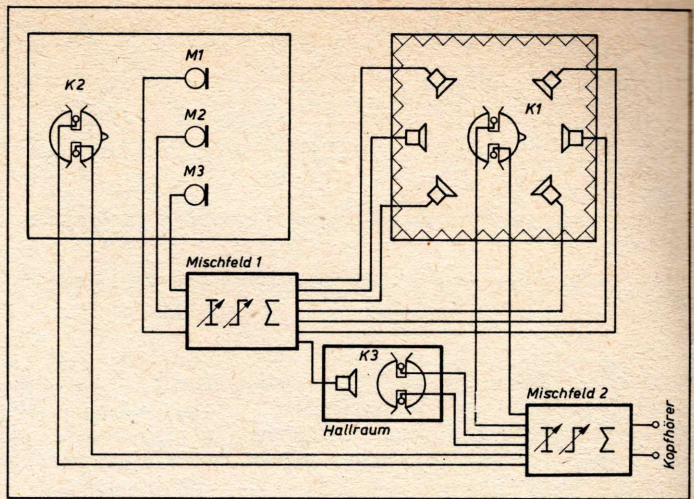 K2
M1
M2
M3
K1
Mischfeld 1
Σ
K3
Hallraum
Mischfeld 2
Σ
Kopfhörer